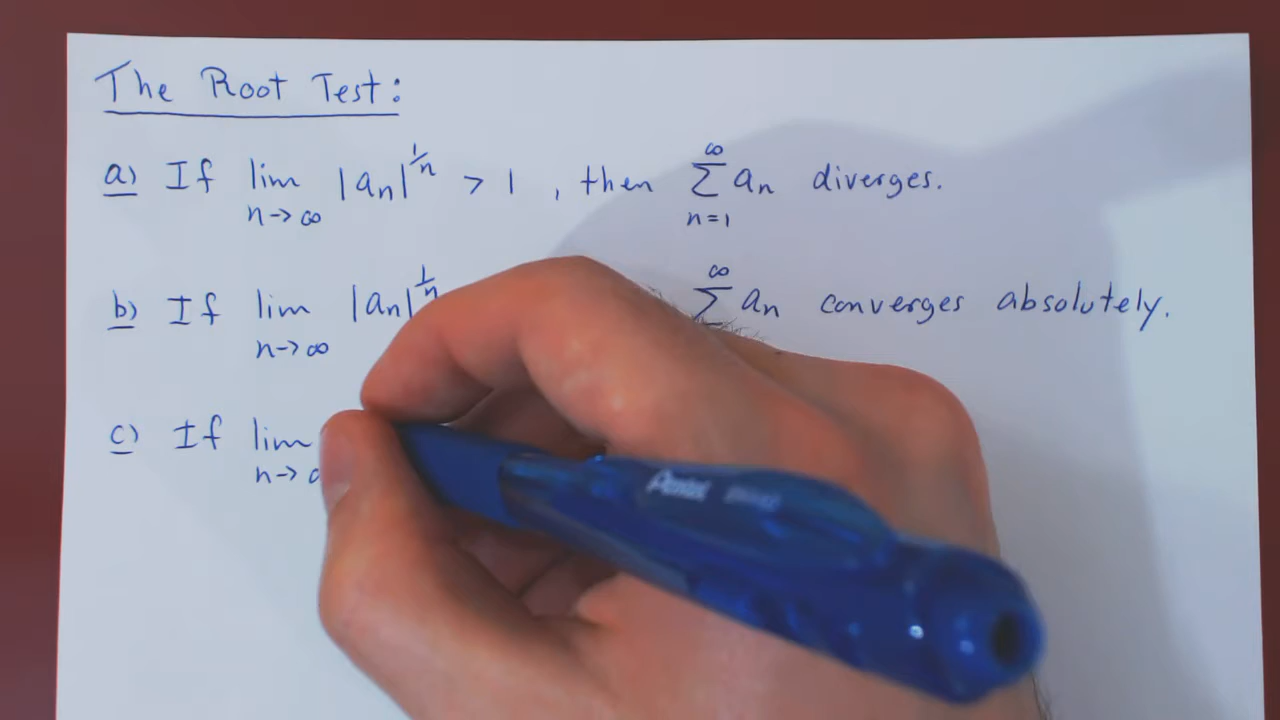 The Root Test:
a) If lim n→∞ |an|^1/n > 1, then ∞ Σ n=1 an diverges.
b) If lim n→∞ |an|^1/n ∞ Σ an converges absolutely.
c) If lim n→
Pentel